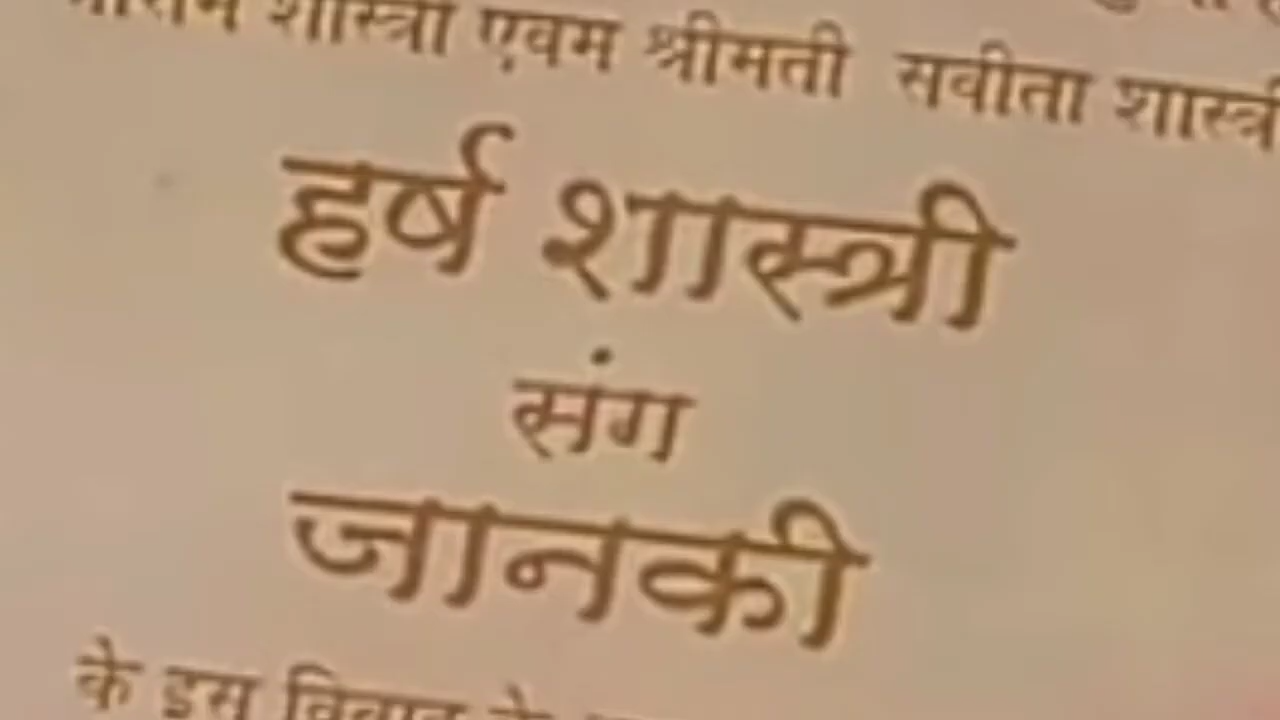 शास्त्री एवम श्रीमती सवीता शास्त्री
हर्ष शास्त्री
संग
जानकी
के इस विवाह के